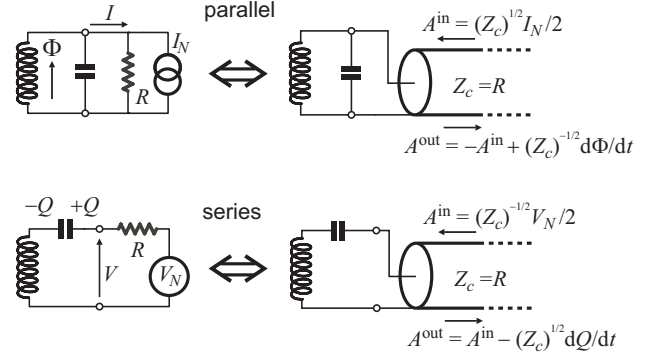 I
parallel
A^in = (Z_c)^1/2 I_N/2
Φ
I_N
R
Z_c = R
A^out = −A^in + (Z_c)^−1/2 dΦ/dt
−Q +Q
series
A^in = (Z_c)^−1/2 V_N/2
R
V
V_N
Z_c = R
A^out = A^in − (Z_c)^1/2 dQ/dt